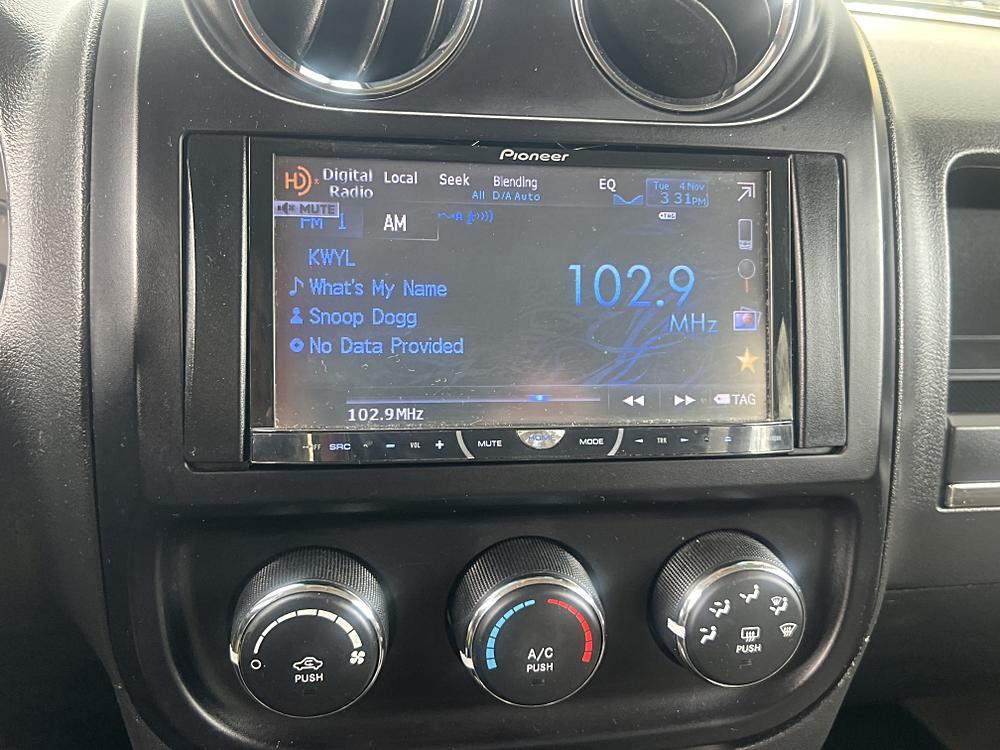 Pioneer
HD Digital Radio Local Seek All Blending D/A Auto EQ Tue 4 Nov 3 31PM
TAG
MUTE
FM 1 AM
KWYL
What's My Name
Snoop Dogg
No Data Provided
102.9
MHz
102.9MHz
TAG
OFF SRC VOL MUTE HOME MODE TRK
PUSH
A/C
PUSH
PUSH